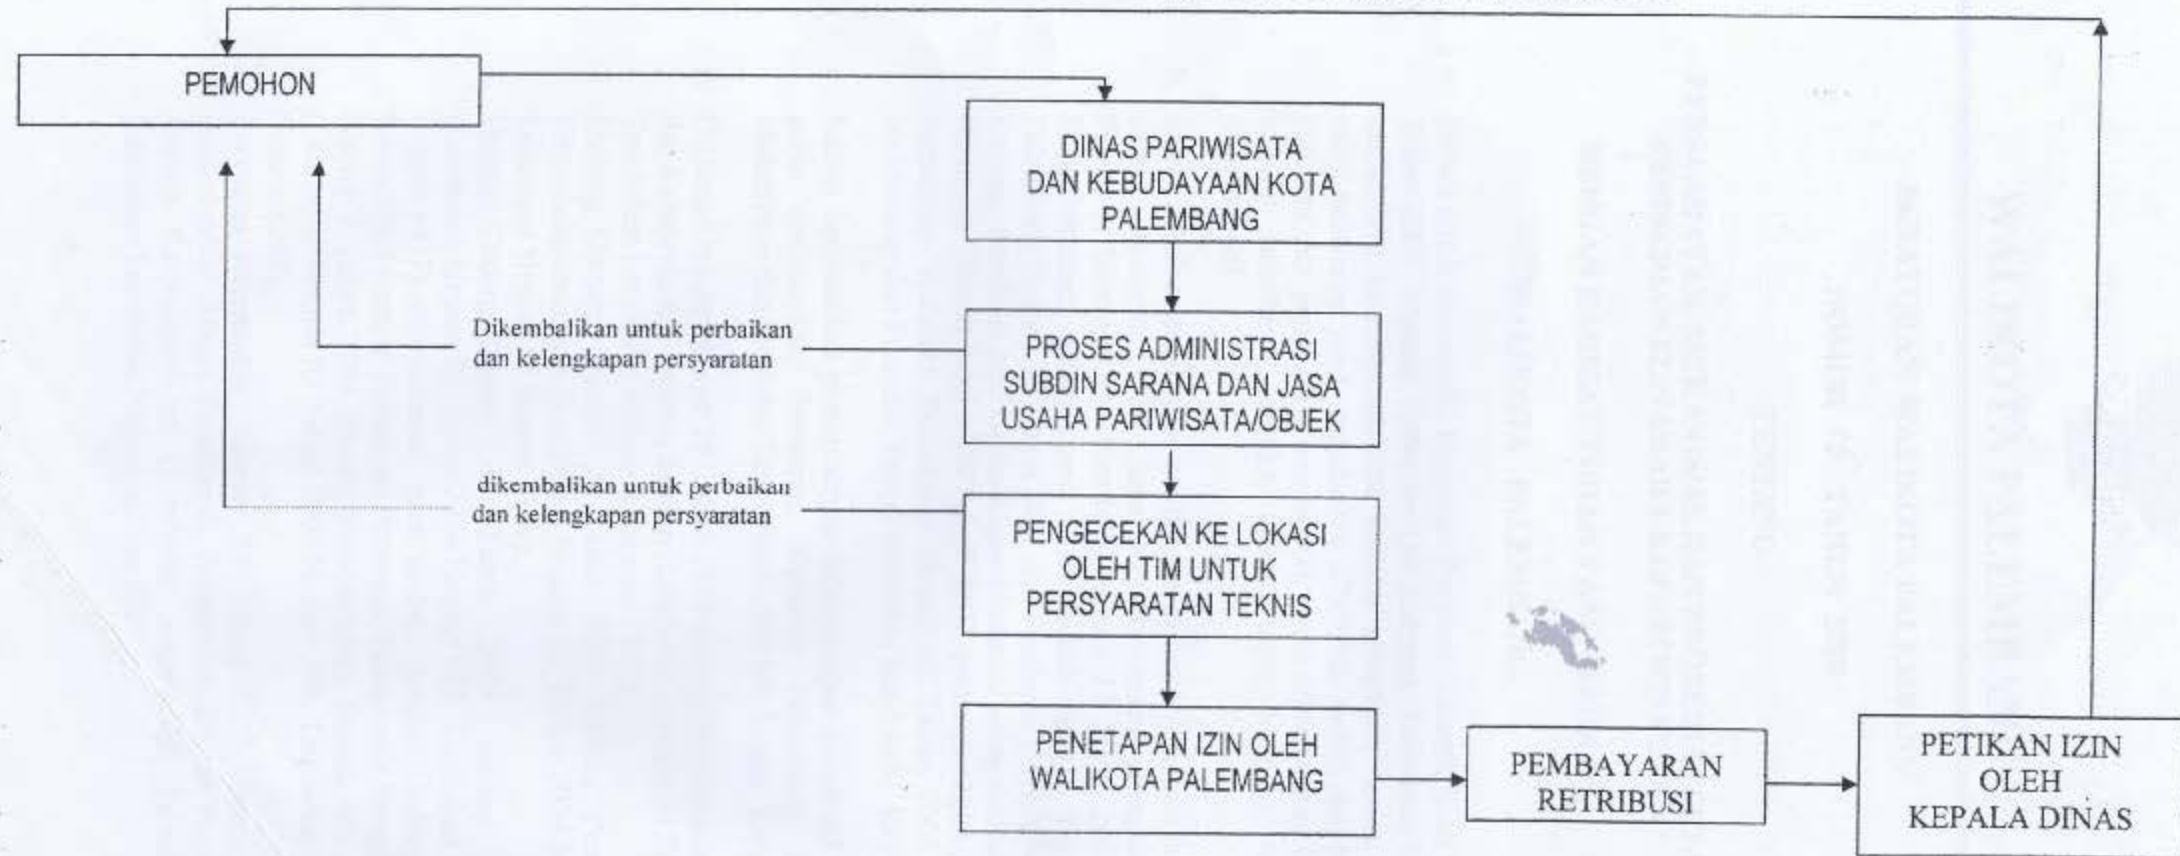 PEMOHON
DINAS PARIWISATA
DAN KEBUDAYAAN KOTA
PALEMBANG
Dikembalikan untuk perbaikan
dan kelengkapan persyaratan
PROSES ADMINISTRASI
SUBDIN SARANA DAN JASA
USAHA PARIWISATA/OBJEK
dikembalikan untuk perbaikan
dan kelengkapan persyaratan
PENGECEKAN KE LOKASI
OLEH TIM UNTUK
PERSYARATAN TEKNIS
PENETAPAN IZIN OLEH
WALIKOTA PALEMBANG
PEMBAYARAN
RETRIBUSI
PETIKAN IZIN
OLEH
KEPALA DINAS